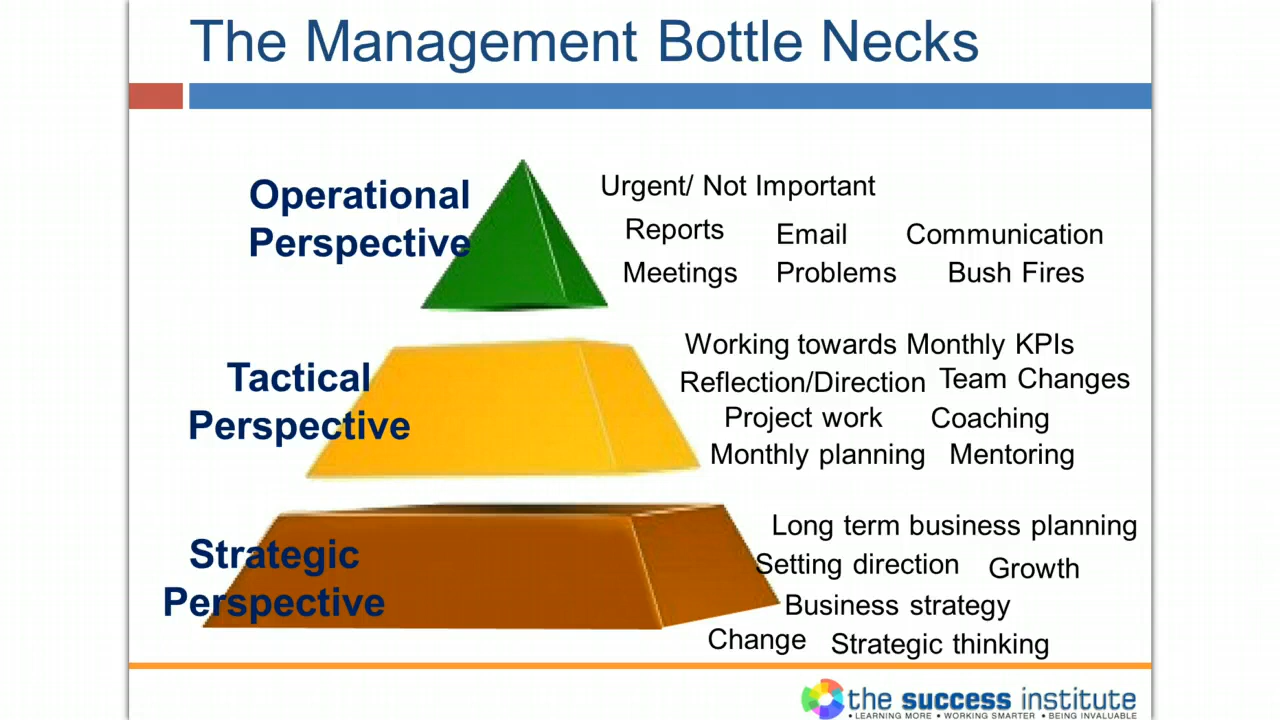 The Management Bottle Necks
Operational
Perspective
Urgent/ Not Important
Reports Email Communication
Meetings Problems Bush Fires
Tactical
Perspective
Working towards Monthly KPIs
Reflection/Direction Team Changes
Project work Coaching
Monthly planning Mentoring
Strategic
Perspective
Long term business planning
Setting direction Growth
Business strategy
Change Strategic thinking
the success institute
• LEARNING MORE • WORKING SMARTER • BEING INVALUABLE